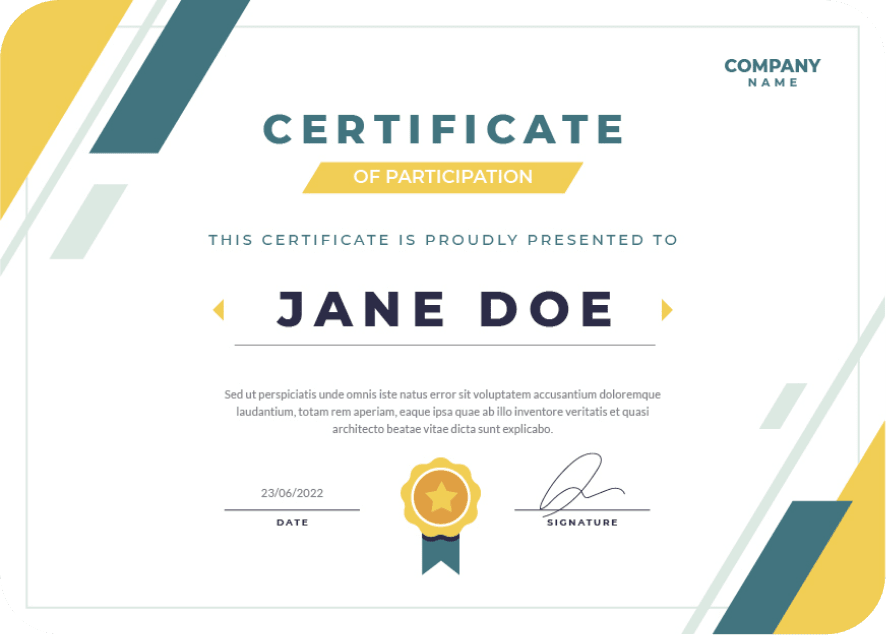 COMPANY
NAME
CERTIFICATE
OF PARTICIPATION
THIS CERTIFICATE IS PROUDLY PRESENTED TO
JANE DOE
Sed ut perspiciatis unde omnis iste natus error sit voluptatem accusantium doloremque
laudantium, totam rem aperiam, eaque ipsa quae ab illo inventore veritatis et quasi
architecto beatae vitae dicta sunt explicabo.
23/06/2022
DATE
SIGNATURE